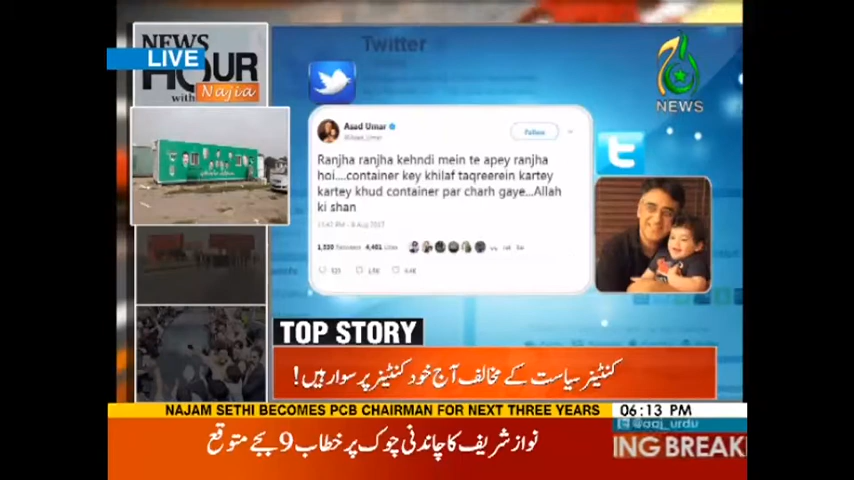 NEWS
LIVE
HOUR
with
Najia
Twitter
NEWS
Asad Umar
Follow
Ranjha ranjha kehndi mein te apey ranjha
hoi....container key khilaf taqreerein kartey
kartey khud container par charh gaye...Allah
ki shan
TOP STORY
کنٹینر سیاست کے مخالف آج خود کنٹینر پر سوار ہیں!
NAJAM SETHI BECOMES PCB CHAIRMAN FOR NEXT THREE YEARS
06:13 PM
@aaj_urdu
نواز شریف کا چاندنی چوک پر خطاب 9 بجے متوقع
ING BREAK